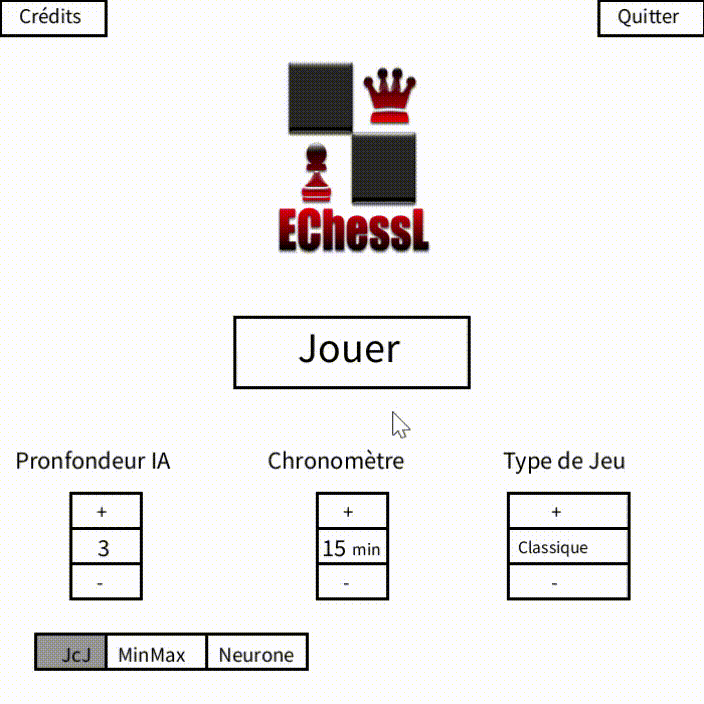 Crédits
Quitter
EChessL
Jouer
Pronfondeur IA
Chronomètre
Type de Jeu
+
+
+
3
15 min
Classique
-
-
-
JcJ
MinMax
Neurone